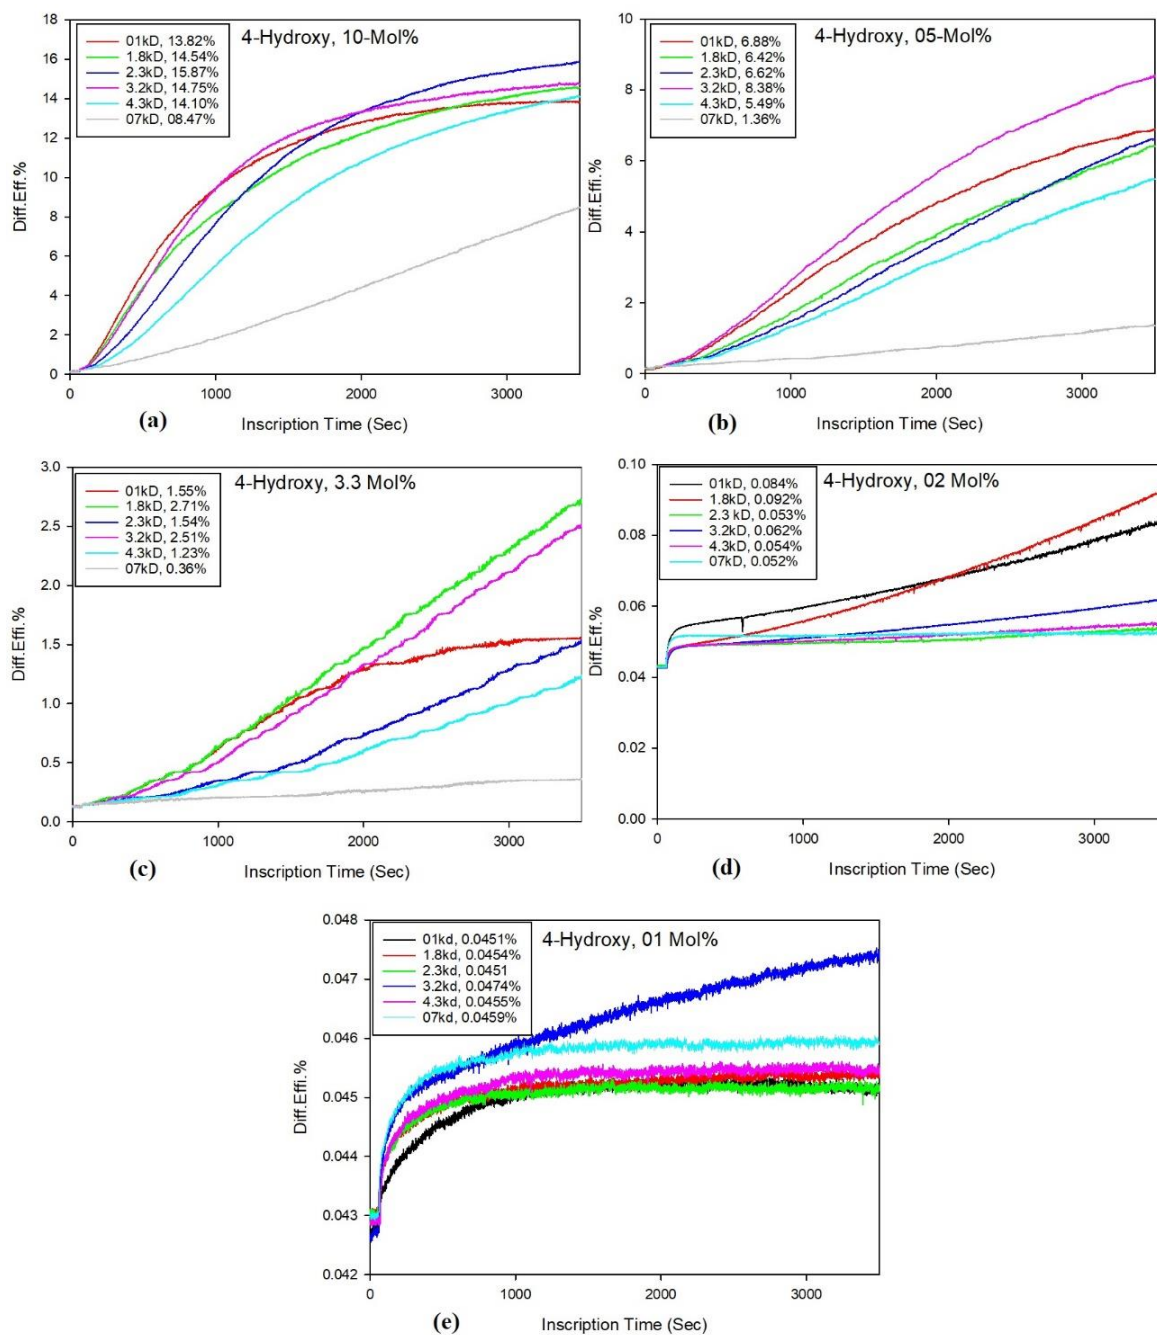 4-Hydroxy, 10-Mol%
01kD, 13.82%
1.8kD, 14.54%
2.3kD, 15.87%
3.2kD, 14.75%
4.3kD, 14.10%
07kD, 08.47%
Diff.Effi.%
18
16
14
12
10
8
6
4
2
0
0 1000 2000 3000
(a)
Inscription Time (Sec)
4-Hydroxy, 05-Mol%
01kD, 6.88%
1.8kD, 6.42%
2.3kD, 6.62%
3.2kD, 8.38%
4.3kD, 5.49%
07kD, 1.36%
Diff.Effi.%
10
8
6
4
2
0
0 1000 2000 3000
(b)
Inscription Time (Sec)
4-Hydroxy, 3.3 Mol%
01kD, 1.55%
1.8kD, 2.71%
2.3kD, 1.54%
3.2kD, 2.51%
4.3kD, 1.23%
07kD, 0.36%
Diff.Effi.%
3.0
2.5
2.0
1.5
1.0
0.5
0.0
0 1000 2000 3000
(c)
Inscription Time (Sec)
4-Hydroxy, 02 Mol%
01kD, 0.084%
1.8kD, 0.092%
2.3 kD, 0.053%
3.2kD, 0.062%
4.3kD, 0.054%
07kD, 0.052%
Diff.Effi.%
0.10
0.08
0.06
0.04
0.02
0.00
0 1000 2000 3000
(d)
Inscription Time (Sec)
4-Hydroxy, 01 Mol%
01kd, 0.0451%
1.8kd, 0.0454%
2.3kd, 0.0451
3.2kd, 0.0474%
4.3kd, 0.0455%
07kd, 0.0459%
Diff.Effi.%
0.048
0.047
0.046
0.045
0.044
0.043
0.042
0 1000 2000 3000
(e)
Inscription Time (Sec)